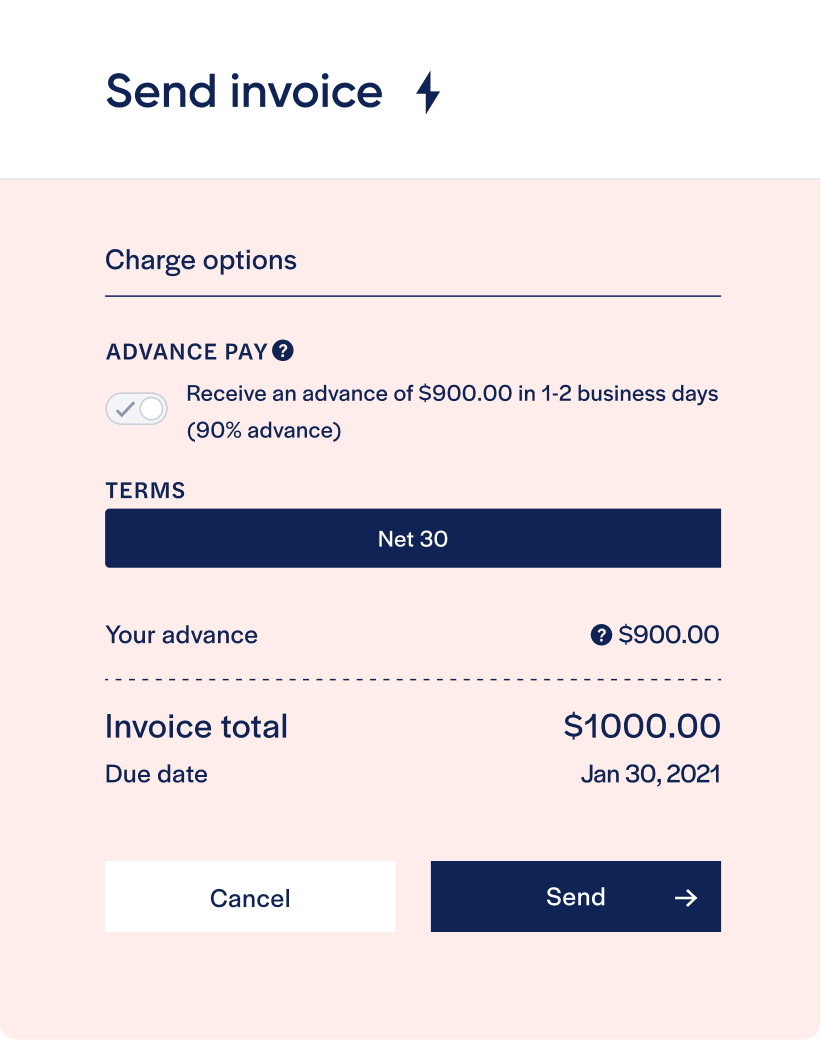 Send invoice
Charge options
ADVANCE PAY ?
Receive an advance of $900.00 in 1-2 business days
(90% advance)
TERMS
Net 30
Your advance ? $900.00
Invoice total $1000.00
Due date Jan 30, 2021
Cancel Send →